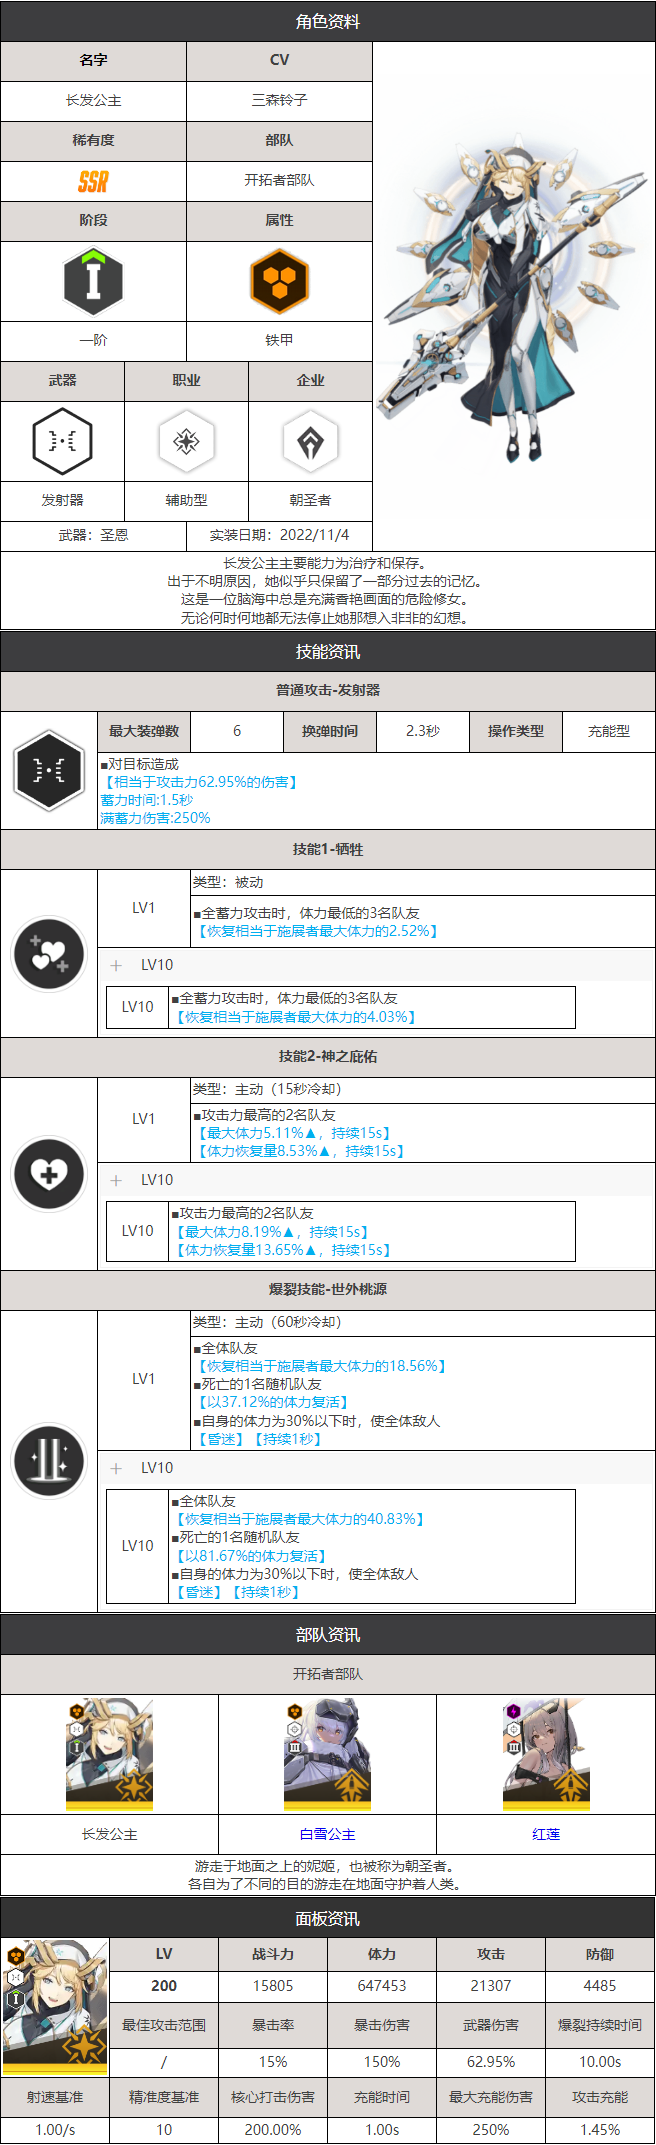 角色资料
名字 CV
长发公主 三森铃子
稀有度 部队
SSR 开拓者部队
阶段 属性
I
一阶 铁甲
武器 职业 企业
发射器 辅助型 朝圣者
武器：圣恩 实装日期：2022/11/4
长发公主主要能力为治疗和保存。
出于不明原因，她似乎只保留了一部分过去的记忆。
这是一位脑海中总是充满香艳画面的危险修女。
无论何时何地都无法停止她那想入非非的幻想。
技能资讯
普通攻击-发射器
最大装弹数 6 换弹时间 2.3秒 操作类型 充能型
■对目标造成
【相当于攻击力62.95%的伤害】
蓄力时间:1.5秒
满蓄力伤害:250%
技能1-牺牲
LV1
类型：被动
■全蓄力攻击时，体力最低的3名队友
【恢复相当于施展者最大体力的2.52%】
＋ LV10
LV10
■全蓄力攻击时，体力最低的3名队友
【恢复相当于施展者最大体力的4.03%】
技能2-神之庇佑
LV1
类型：主动（15秒冷却）
■攻击力最高的2名队友
【最大体力5.11%▲，持续15s】
【体力恢复量8.53%▲，持续15s】
＋ LV10
LV10
■攻击力最高的2名队友
【最大体力8.19%▲，持续15s】
【体力恢复量13.65%▲，持续15s】
爆裂技能-世外桃源
LV1
类型：主动（60秒冷却）
■全体队友
【恢复相当于施展者最大体力的18.56%】
■死亡的1名随机队友
【以37.12%的体力复活】
■自身的体力为30%以下时，使全体敌人
【昏迷】【持续1秒】
＋ LV10
LV10
■全体队友
【恢复相当于施展者最大体力的40.83%】
■死亡的1名随机队友
【以81.67%的体力复活】
■自身的体力为30%以下时，使全体敌人
【昏迷】【持续1秒】
部队资讯
开拓者部队
长发公主 白雪公主 红莲
游走于地面之上的妮姬，也被称为朝圣者。
各自为了不同的目的游走在地面守护着人类。
面板资讯
LV 战斗力 体力 攻击 防御
200 15805 647453 21307 4485
最佳攻击范围 暴击率 暴击伤害 武器伤害 爆裂持续时间
/ 15% 150% 62.95% 10.00s
射速基准 精准度基准 核心打击伤害 充能时间 最大充能伤害 攻击充能
1.00/s 10 200.00% 1.00s 250% 1.45%